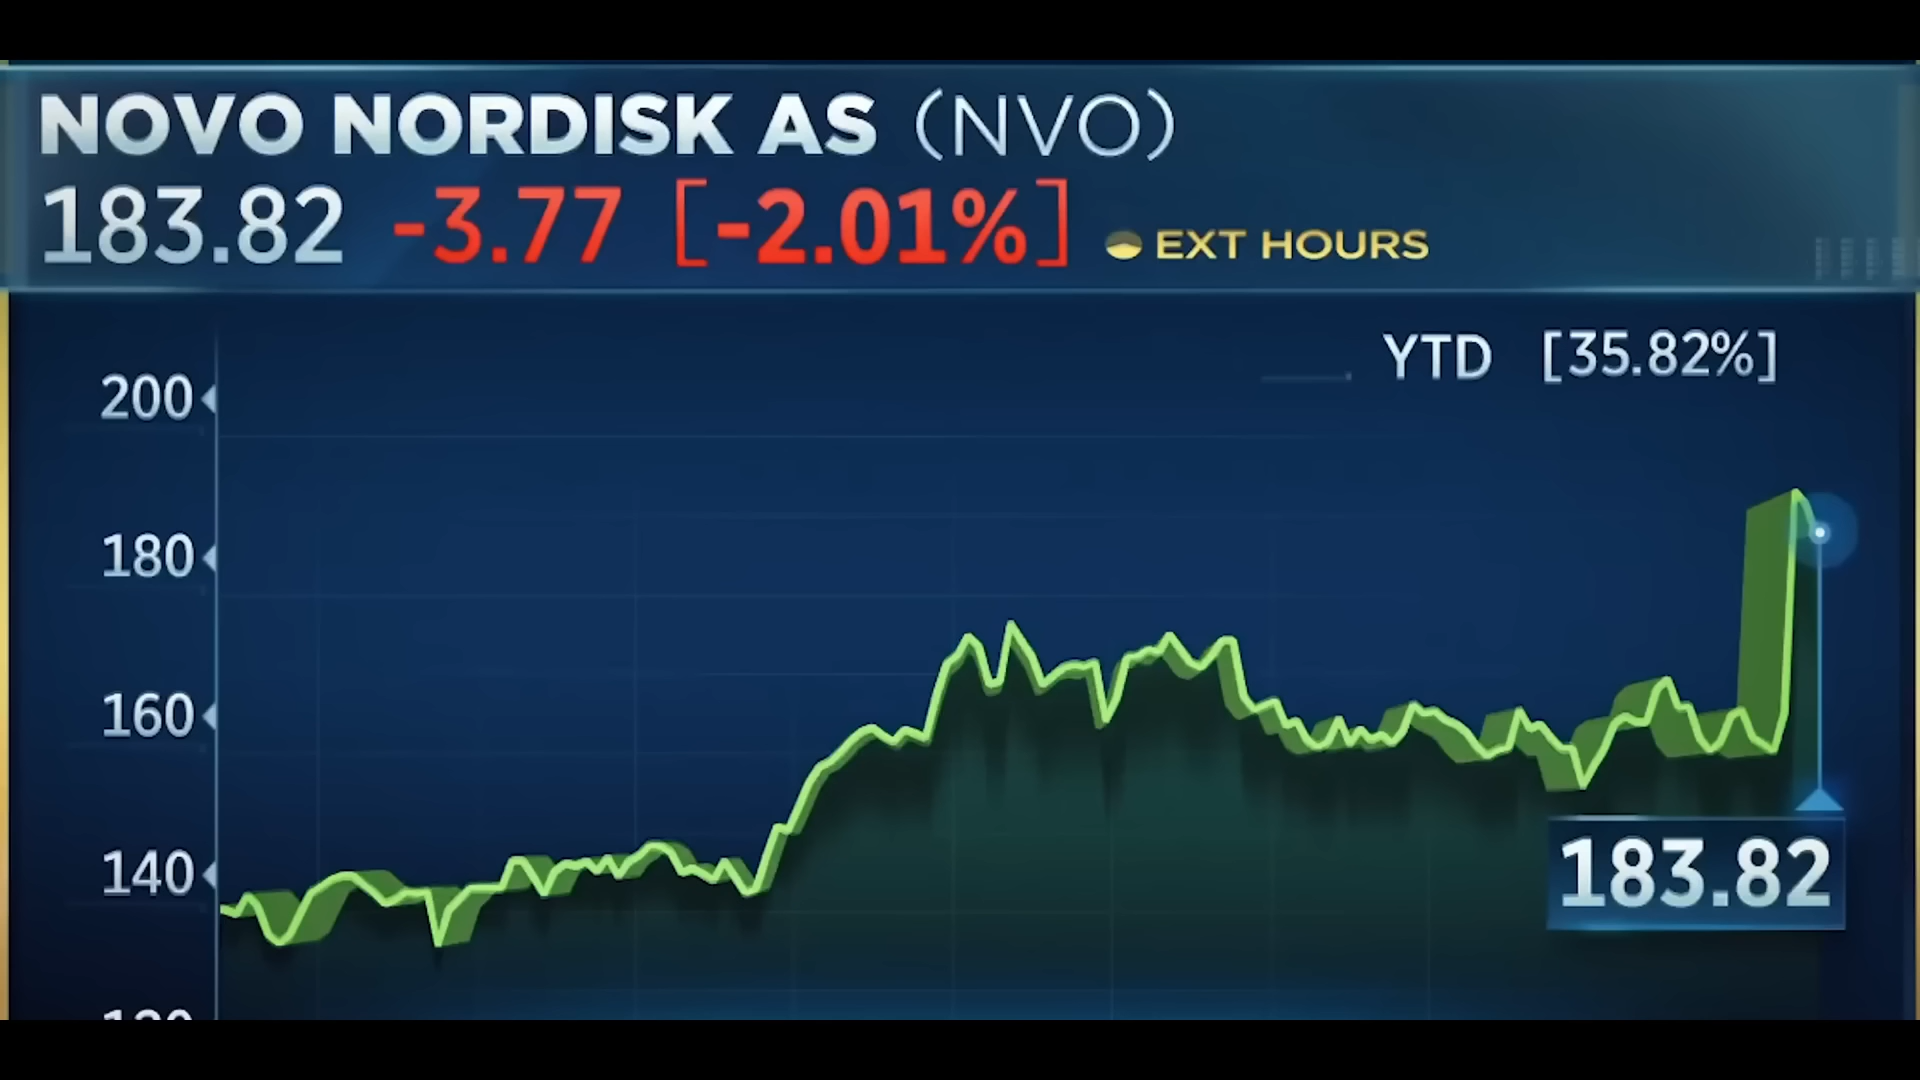 NOVO NORDISK AS (NVO)
183.82 -3.77 [-2.01%] EXT HOURS
YTD [35.82%]
200
180
160
140
183.82